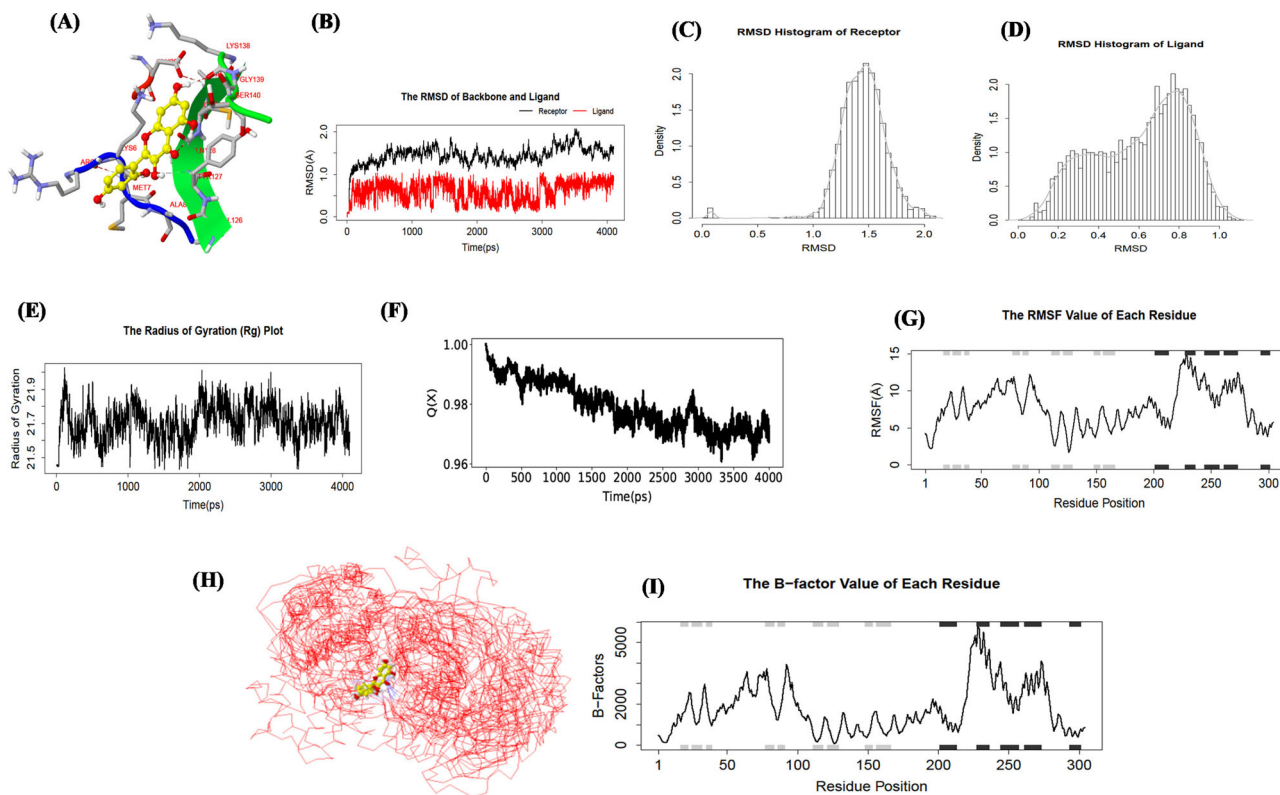 (A)
LYS138
GLY139
SER140
LYS6
MET7
(B)
The RMSD of Backbone and Ligand
Receptor Ligand
RMSD(Å)
2.0
1.0
0.0
0 1000 2000 3000 4000
Time(ps)
(C)
RMSD Histogram of Receptor
Density
2.0
1.5
1.0
0.5
0.0
0.0 0.5 1.0 1.5 2.0
RMSD
(D)
RMSD Histogram of Ligand
Density
2.0
1.5
1.0
0.5
0.0
0.0 0.2 0.4 0.6 0.8 1.0
RMSD
(E)
The Radius of Gyration (Rg) Plot
Radius of Gyration
21.9
21.7
21.5
0 1000 2000 3000 4000
Time(ps)
(F)
Q(X)
1.00
0.98
0.96
0 500 1000 1500 2000 2500 3000 3500 4000
Time(ps)
(G)
The RMSF Value of Each Residue
RMSF(Å)
15
10
5
0
1 50 100 150 200 250 300
Residue Position
(H)
(I)
The B−factor Value of Each Residue
B−Factors
5000
2000
0
1 50 100 150 200 250 300
Residue Position